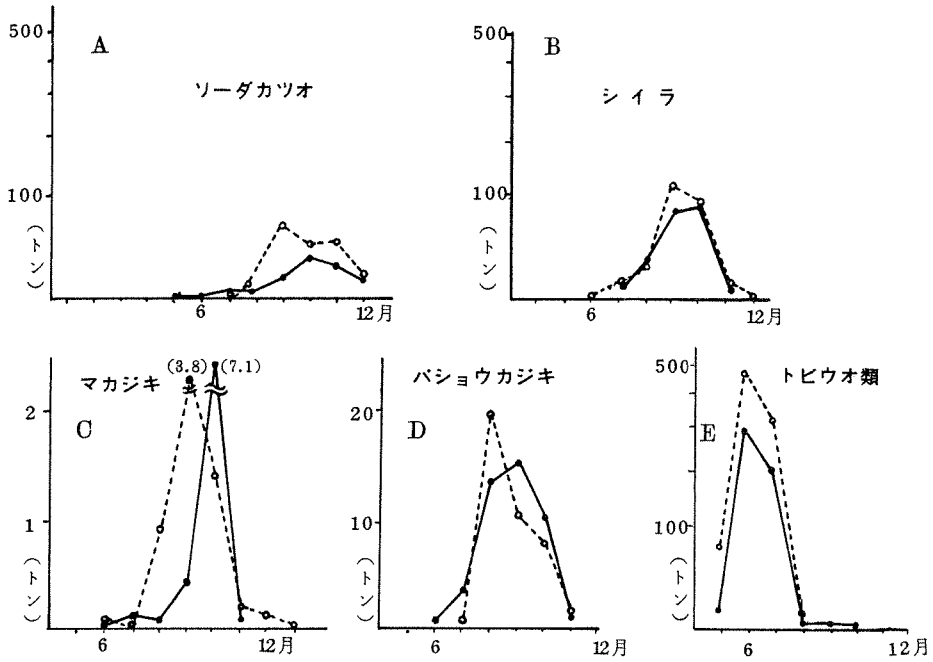 500
A
ソーダカツオ
100
(トン)
6
12月
500
B
シイラ
100
(トン)
6
12月
マカジキ
(3.8)
(7.1)
2
C
1
(トン)
6
12月
バショウカジキ
20
D
10
(トン)
6
12月
500
トビウオ類
E
100
(トン)
6
12月